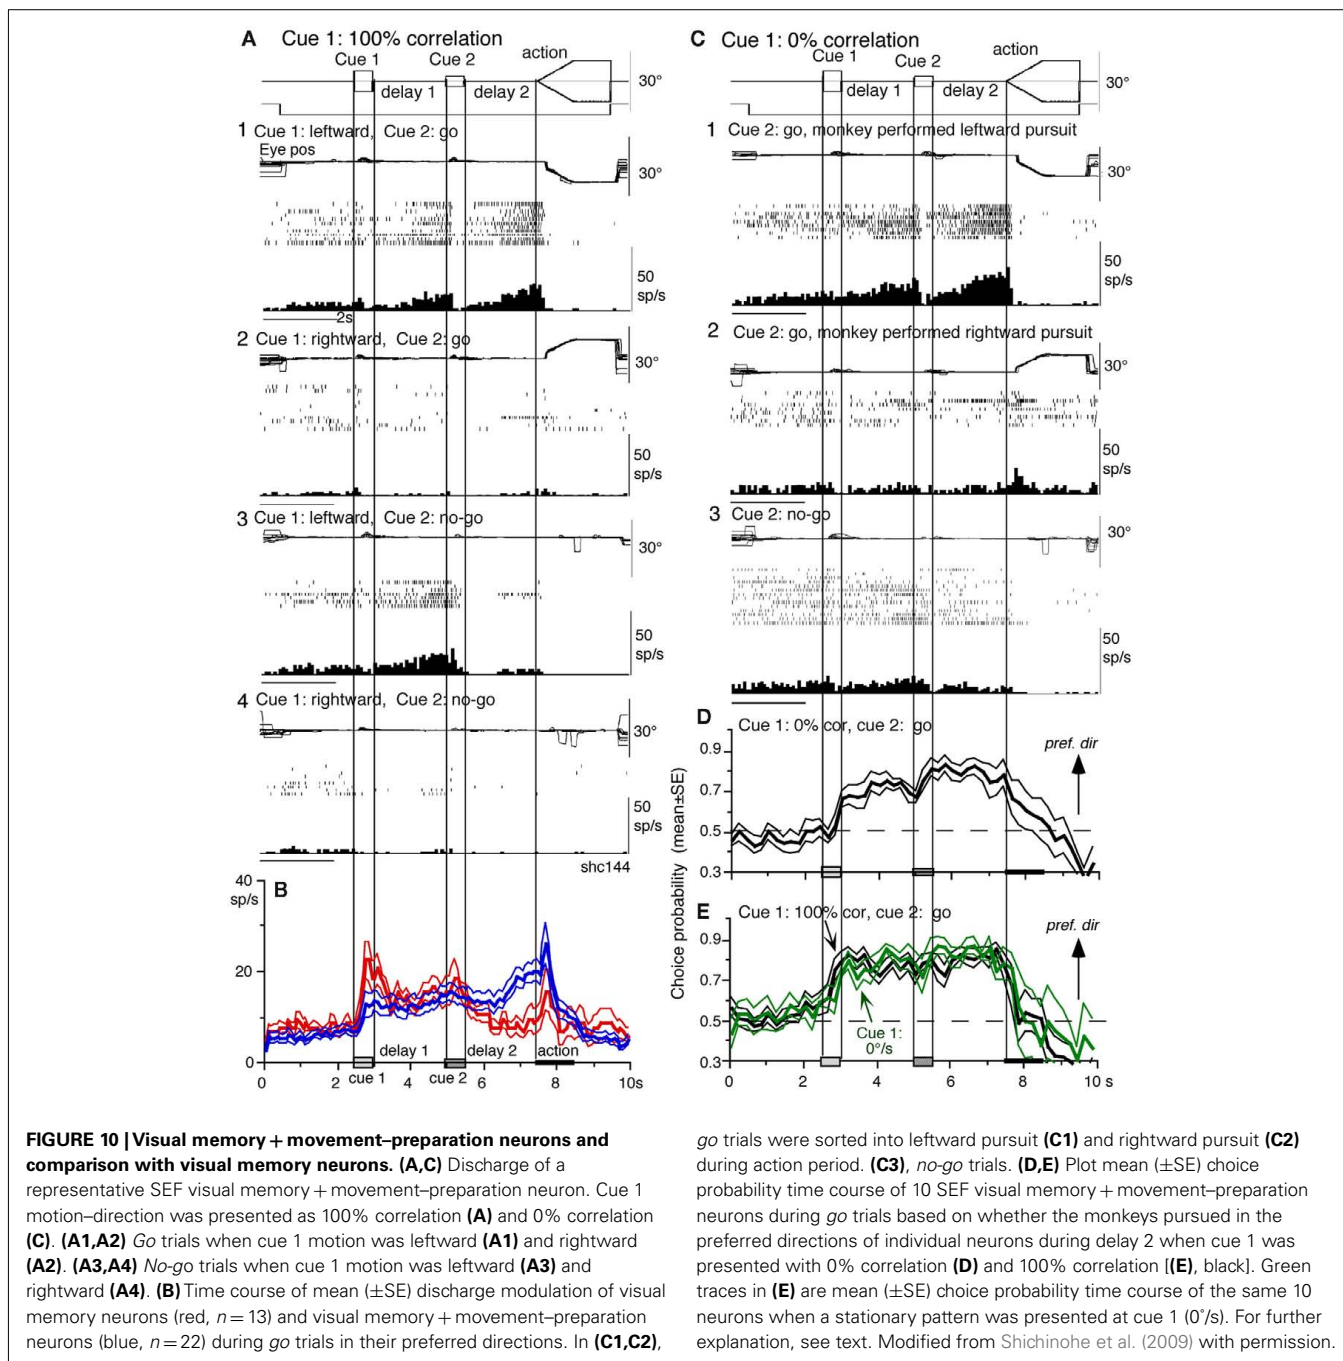 A Cue 1: 100% correlation
Cue 1
Cue 2
action
delay 1
delay 2
30°
1 Cue 1: leftward, Cue 2: go
Eye pos
30°
50
sp/s
2s
2 Cue 1: rightward, Cue 2: go
30°
50
sp/s
3 Cue 1: leftward, Cue 2: no-go
30°
50
sp/s
4 Cue 1: rightward, Cue 2: no-go
30°
50
sp/s
shc144
B
40
sp/s
20
0
delay 1
delay 2
action
cue 1
cue 2
0 2 4 6 8 10s
C Cue 1: 0% correlation
action
Cue 1
Cue 2
delay 1
delay 2
30°
1 Cue 2: go, monkey performed leftward pursuit
30°
50
sp/s
2 Cue 2: go, monkey performed rightward pursuit
30°
50
sp/s
3 Cue 2: no-go
30°
50
sp/s
D Cue 1: 0% cor, cue 2: go
pref. dir
0.9
0.7
0.5
0.3
Choice probability (mean±SE)
E Cue 1: 100% cor, cue 2: go
pref. dir
0.9
0.7
0.5
0.3
Cue 1:
0°/s
0 2 4 6 8 10 s
FIGURE 10 | Visual memory + movement–preparation neurons and
comparison with visual memory neurons. (A,C) Discharge of a
representative SEF visual memory + movement–preparation neuron. Cue 1
motion–direction was presented as 100% correlation (A) and 0% correlation
(C). (A1,A2) Go trials when cue 1 motion was leftward (A1) and rightward
(A2). (A3,A4) No-go trials when cue 1 motion was leftward (A3) and
rightward (A4). (B) Time course of mean (±SE) discharge modulation of visual
memory neurons (red, n = 13) and visual memory + movement–preparation
neurons (blue, n = 22) during go trials in their preferred directions. In (C1,C2),
go trials were sorted into leftward pursuit (C1) and rightward pursuit (C2)
during action period. (C3), no-go trials. (D,E) Plot mean (±SE) choice
probability time course of 10 SEF visual memory + movement–preparation
neurons during go trials based on whether the monkeys pursued in the
preferred directions of individual neurons during delay 2 when cue 1 was
presented with 0% correlation (D) and 100% correlation [(E), black]. Green
traces in (E) are mean (±SE) choice probability time course of the same 10
neurons when a stationary pattern was presented at cue 1 (0°/s). For further
explanation, see text. Modified from Shichinohe et al. (2009) with permission.